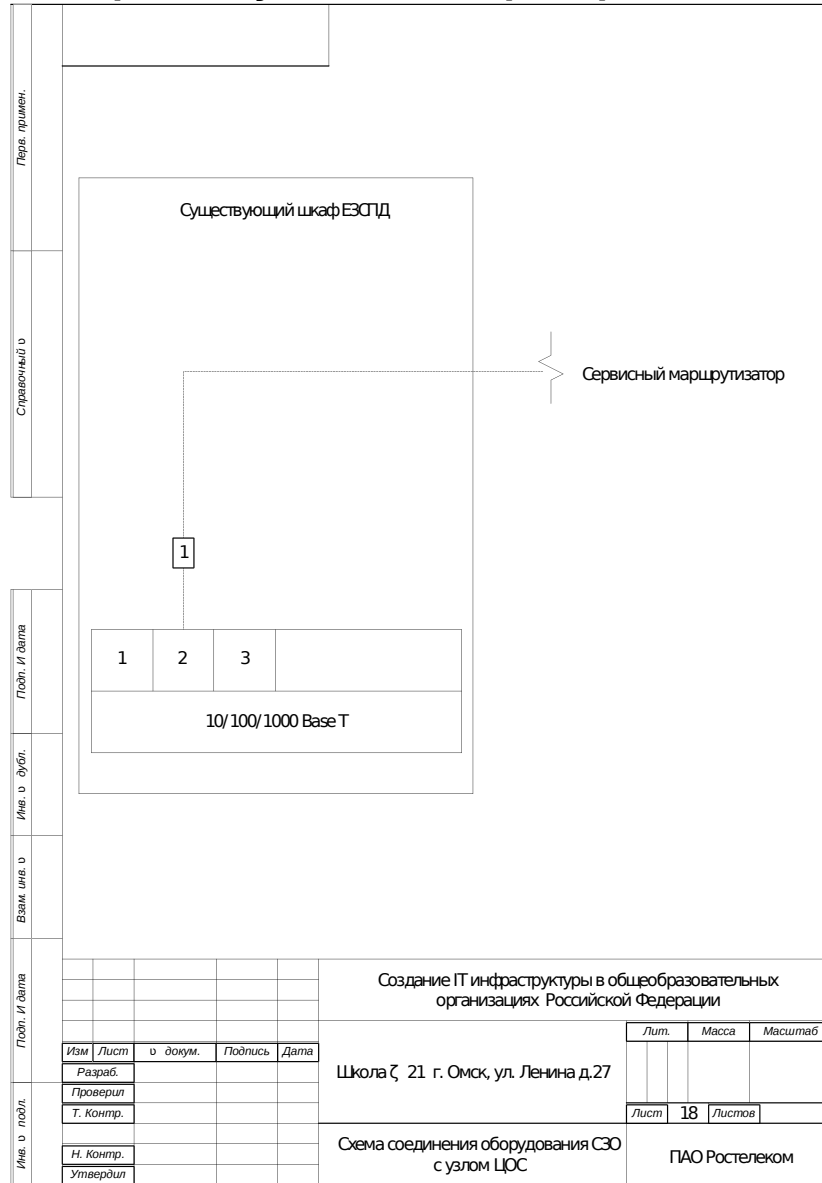 Перв. примен.
Существующий шкаф ЕЗСПД
Справочный υ
Сервисный маршрутизатор
1
1 2 3
10/100/1000 Base T
Подп. И дата
Инв. υ дубл.
Взам. инв. υ
Подп. И дата
Инв. υ подл.
Изм Лист υ докум. Подпись Дата
Разраб.
Проверил
Т. Контр.
Н. Контр.
Утвердил
Создание IT инфраструктуры в общеобразовательных
организациях Российской Федерации
Школа ζ 21 г. Омск, ул. Ленина д.27
Лит. Масса Масштаб
Лист 18 Листов
Схема соединения оборудования СЗО
с узлом ЦОС
ПАО Ростелеком